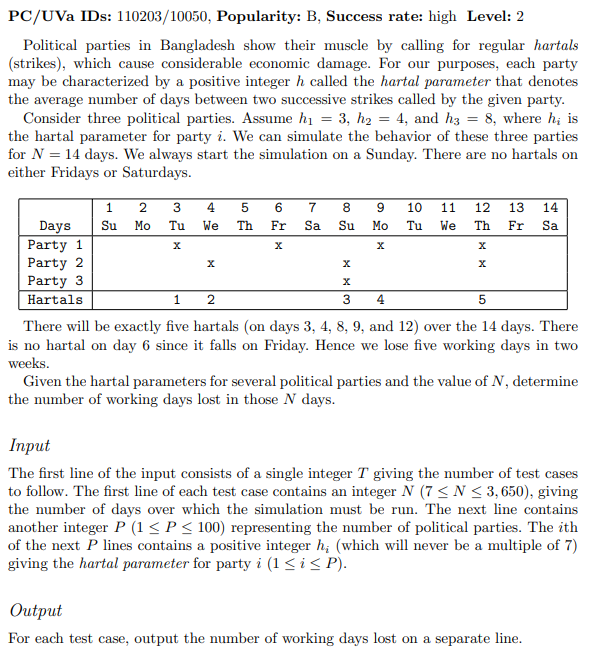 PC/UVa IDs: 110203/10050, Popularity: B, Success rate: high Level: 2
Political parties in Bangladesh show their muscle by calling for regular hartals
(strikes), which cause considerable economic damage. For our purposes, each party
may be characterized by a positive integer h called the hartal parameter that denotes
the average number of days between two successive strikes called by the given party.
Consider three political parties. Assume h₁ = 3, h₂ = 4, and h₃ = 8, where hᵢ is
the hartal parameter for party i. We can simulate the behavior of these three parties
for N = 14 days. We always start the simulation on a Sunday. There are no hartals on
either Fridays or Saturdays.
1 2 3 4 5 6 7 8 9 10 11 12 13 14
Days Su Mo Tu We Th Fr Sa Su Mo Tu We Th Fr Sa
Party 1 x x x x
Party 2 x x x
Party 3 x
Hartals 1 2 3 4 5
There will be exactly five hartals (on days 3, 4, 8, 9, and 12) over the 14 days. There
is no hartal on day 6 since it falls on Friday. Hence we lose five working days in two
weeks.
Given the hartal parameters for several political parties and the value of N, determine
the number of working days lost in those N days.
Input
The first line of the input consists of a single integer T giving the number of test cases
to follow. The first line of each test case contains an integer N (7 ≤ N ≤ 3,650), giving
the number of days over which the simulation must be run. The next line contains
another integer P (1 ≤ P ≤ 100) representing the number of political parties. The ith
of the next P lines contains a positive integer hᵢ (which will never be a multiple of 7)
giving the hartal parameter for party i (1 ≤ i ≤ P).
Output
For each test case, output the number of working days lost on a separate line.